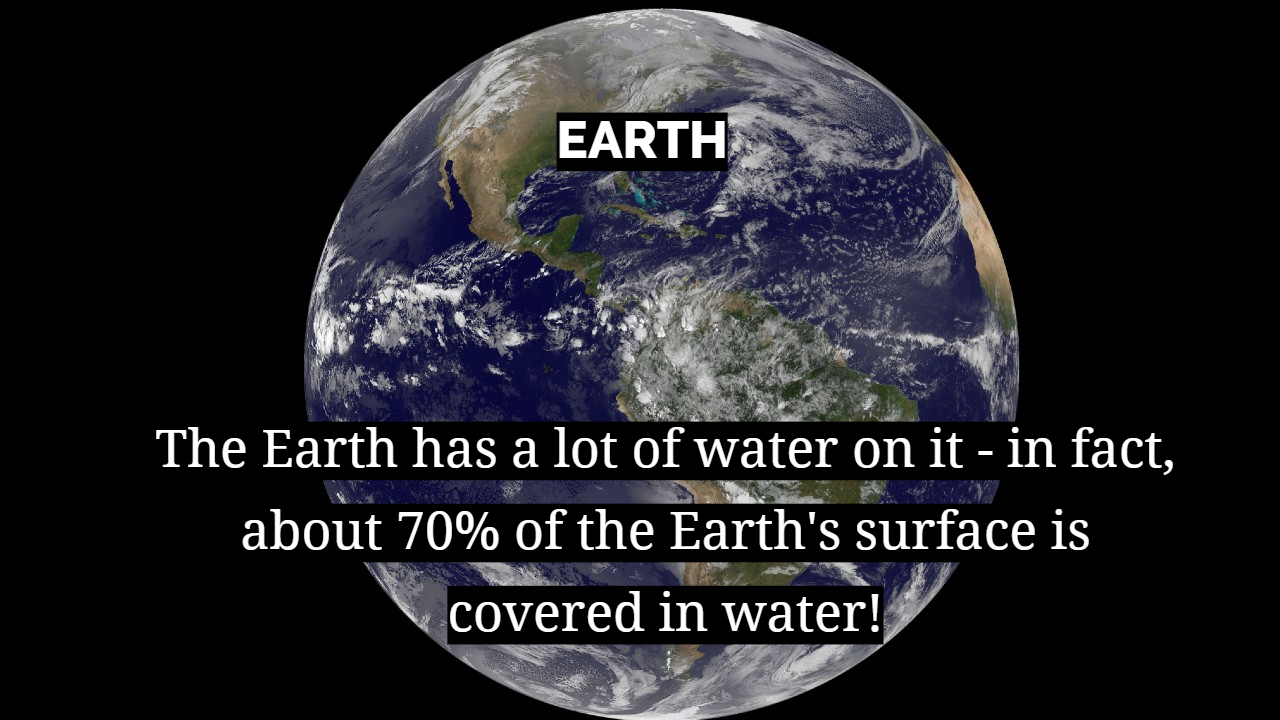 EARTH
The Earth has a lot of water on it - in fact,
about 70% of the Earth's surface is
covered in water!